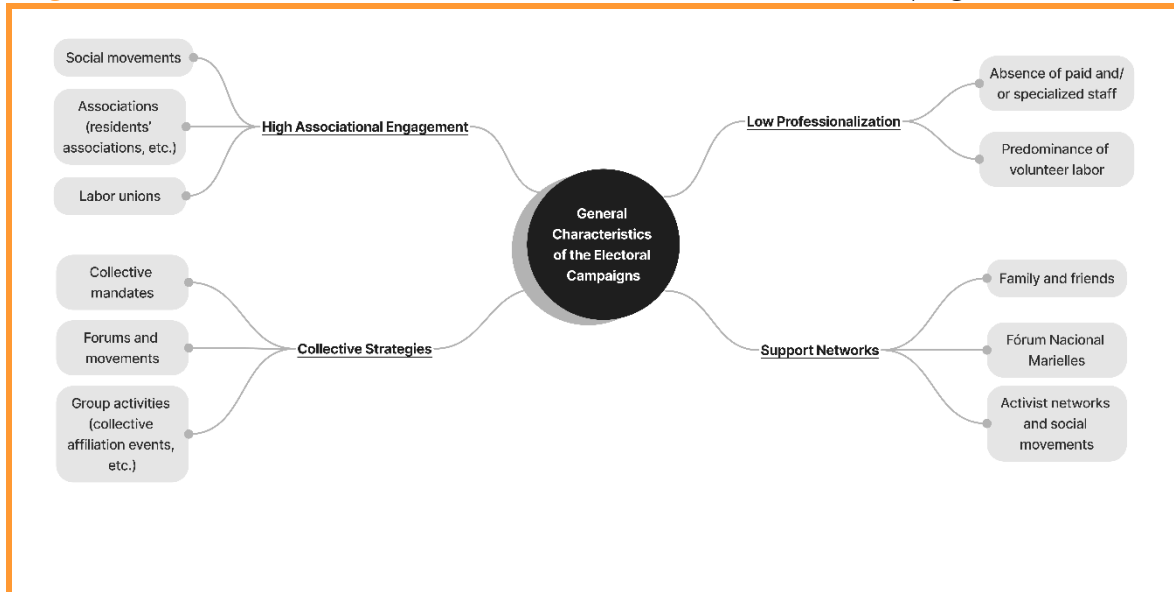 Social movements
Associations
(residents'
associations, etc.)
Labor unions
High Associational Engagement
Collective
mandates
Forums and
movements
Group activities
(collective
affiliation events,
etc.)
Collective Strategies
General
Characteristics
of the Electoral
Campaigns
Low Professionalization
Absence of paid and/
or specialized staff
Predominance of
volunteer labor
Support Networks
Family and friends
Fórum Nacional
Marielles
Activist networks
and social
movements